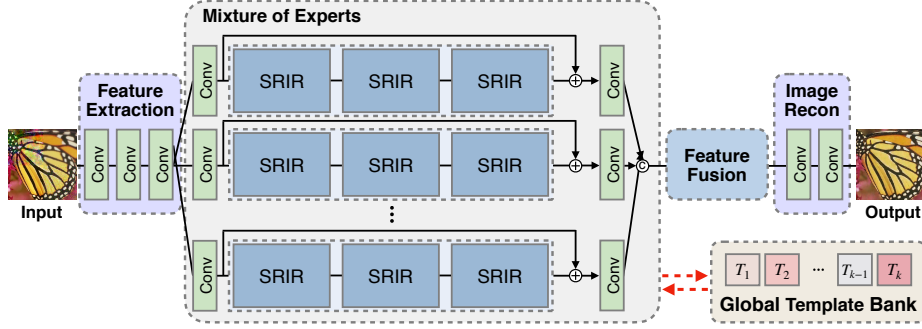 Mixture of Experts
Feature
Extraction
Conv
Conv
Conv
Input
Conv
SRIR
SRIR
SRIR
Conv
Conv
SRIR
SRIR
SRIR
Conv
...
Conv
SRIR
SRIR
SRIR
Conv
C
Feature
Fusion
Image
Recon
Conv
Conv
Output
T1 T2 ... Tk−1 Tk
Global Template Bank